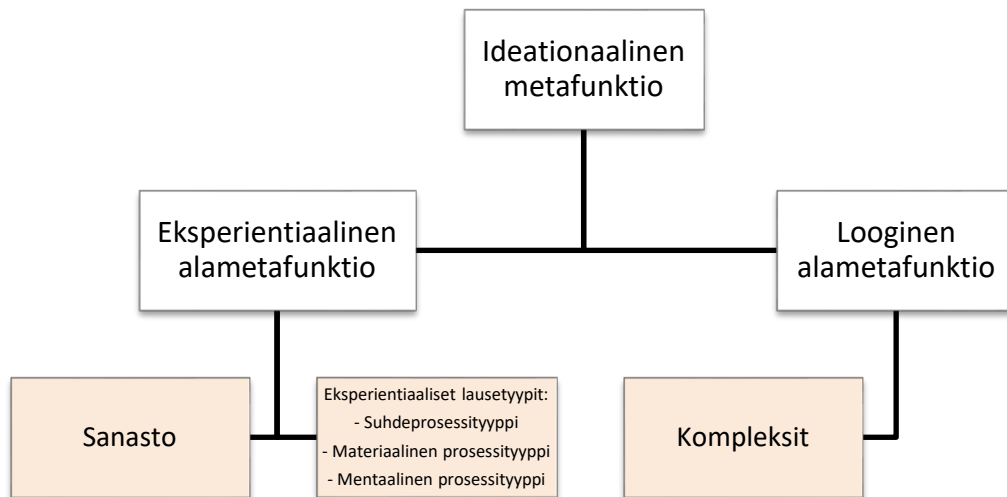 Ideationaalinen
metafunktio
Eksperientiaalinen
alametafunktio
Looginen
alametafunktio
Sanasto
Eksperientiaaliset lausetyypit:
- Suhdeprosessityyppi
- Materiaalinen prosessityyppi
- Mentaalinen prosessityyppi
Kompleksit